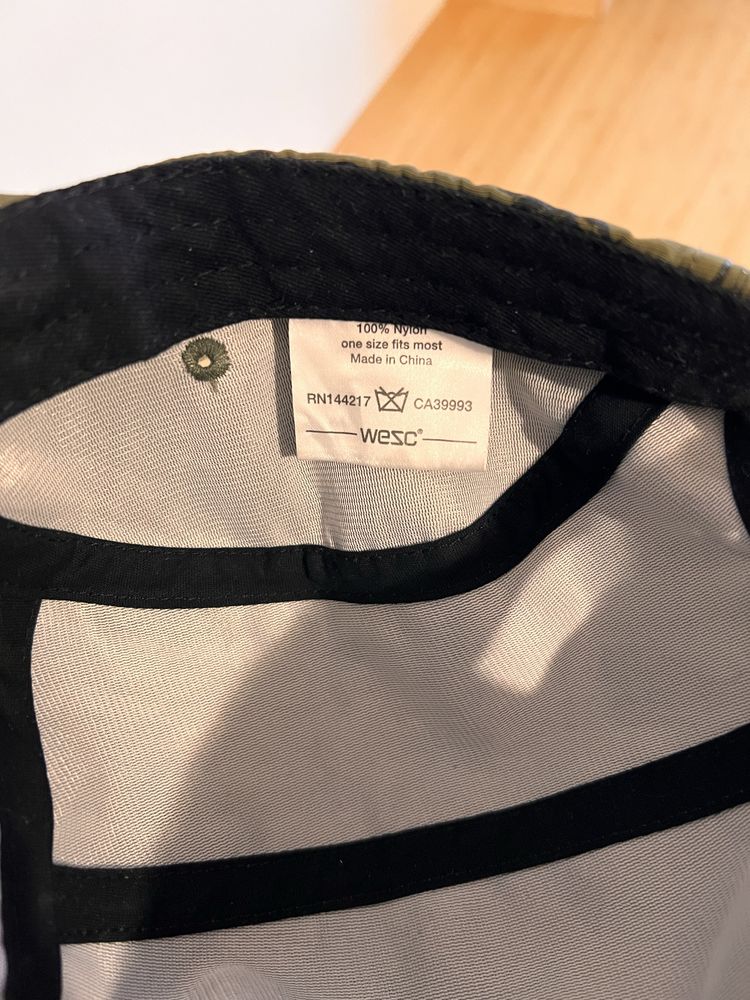 100% Nylon
one size fits most
Made in China
RN144217 CA39993
WeSC®